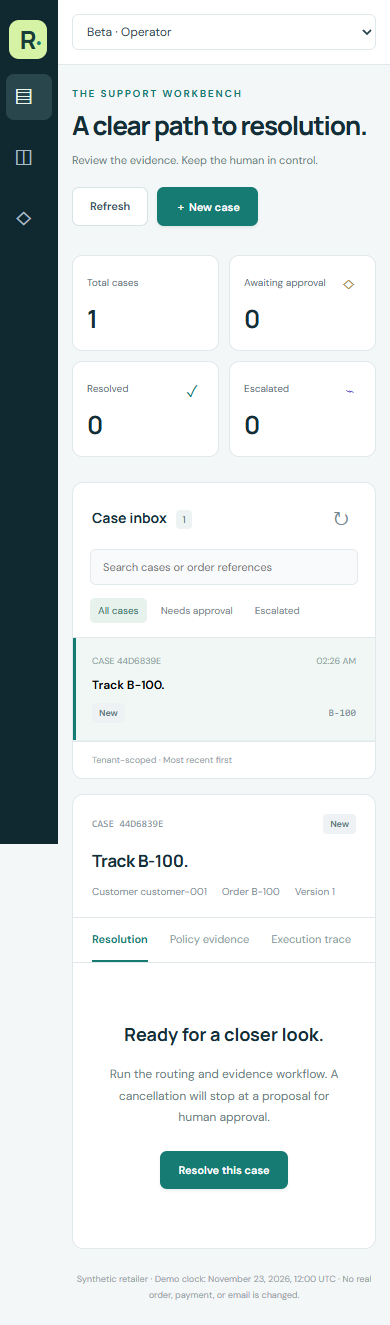 R
Beta · Operator
THE SUPPORT WORKBENCH
A clear path to resolution.
Review the evidence. Keep the human in control.
Refresh
+ New case
Total cases
1
Awaiting approval
0
Resolved
0
Escalated
0
Case inbox 1
Search cases or order references
All cases Needs approval Escalated
CASE 44D6839E 02:26 AM
Track B-100.
New B-100
Tenant-scoped · Most recent first
CASE 44D6839E New
Track B-100.
Customer customer-001 Order B-100 Version 1
Resolution Policy evidence Execution trace
Ready for a closer look.
Run the routing and evidence workflow. A
cancellation will stop at a proposal for
human approval.
Resolve this case
Synthetic retailer · Demo clock: November 23, 2026, 12:00 UTC · No real
order, payment, or email is changed.